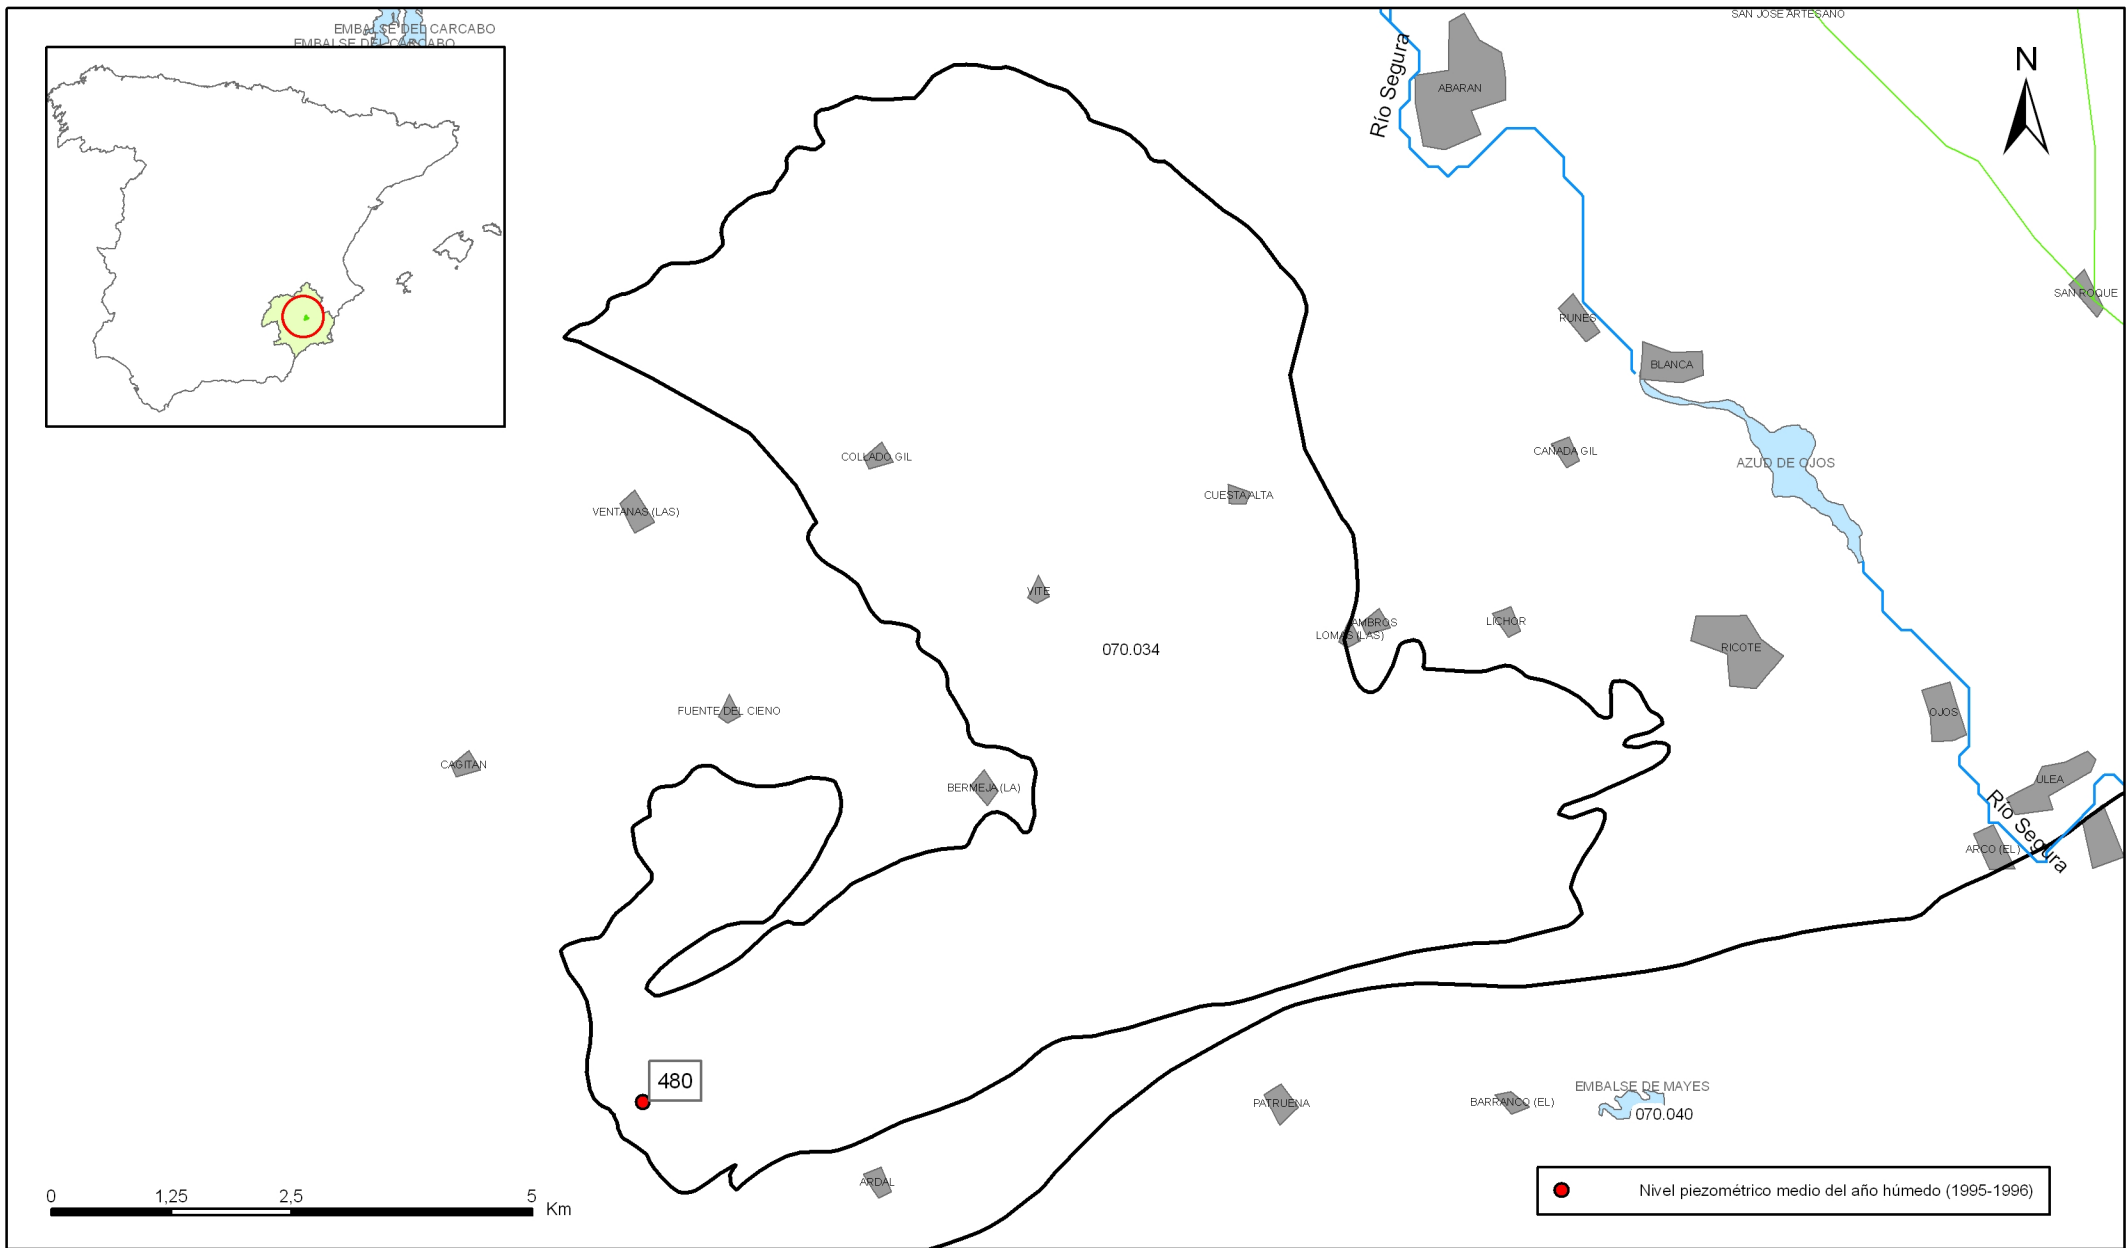 EMBALSE DEL CARCABO
EMBALSE DEL CARCABO
SAN JOSE ARTESANO
N
Río Segura
ABARAN
SAN ROQUE
RUNES
BLANCA
COLLADO GIL
CAÑADA GIL
AZUD DE OJOS
VENTANAS (LAS)
CUESTA ALTA
VITE
AMBROS
LICHOR
LOMAS (LAS)
070.034
RICOTE
FUENTE DEL CIENO
OJOS
CAGITAN
BERMEJA (LA)
ULEA
Río Segura
ARCO (EL)
480
EMBALSE DE MAYES
PATRUENA
BARRANCO (EL)
070.040
ARDAL
0 1,25 2,5 5
Km
Nivel piezométrico medio del año húmedo (1995-1996)